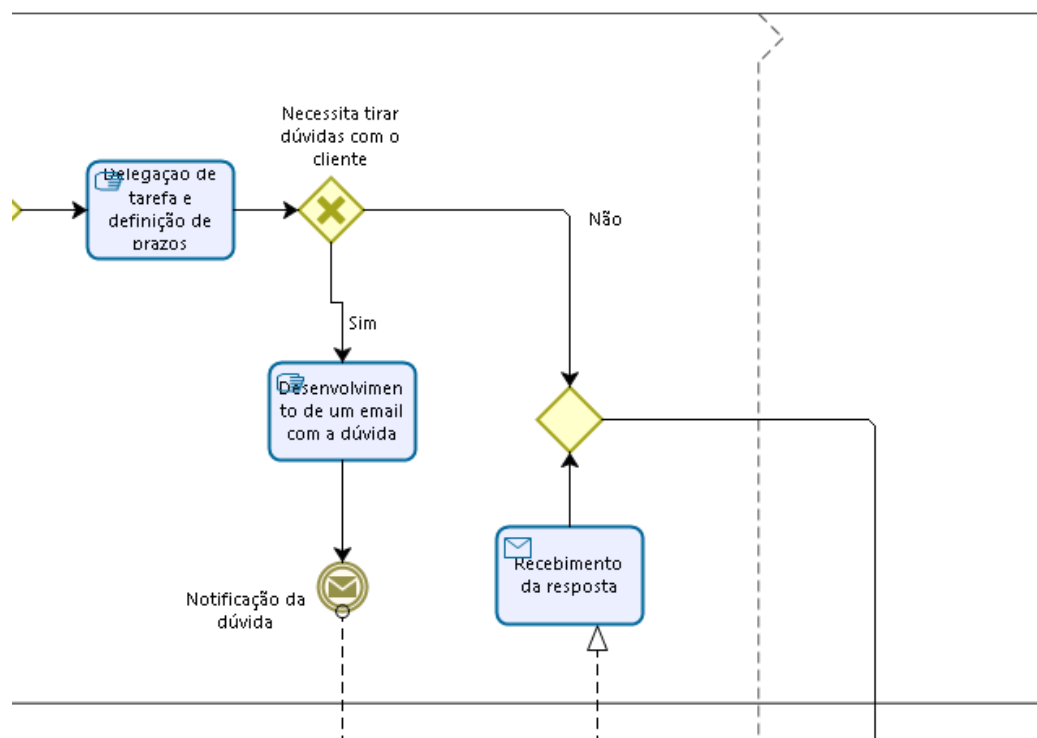 Necessita tirar
dúvidas com o
cliente
Delegação de
tarefa e
definição de
prazos
Não
Sim
Desenvolvimen
to de um email
com a dúvida
Recebimento
da resposta
Notificação da
dúvida